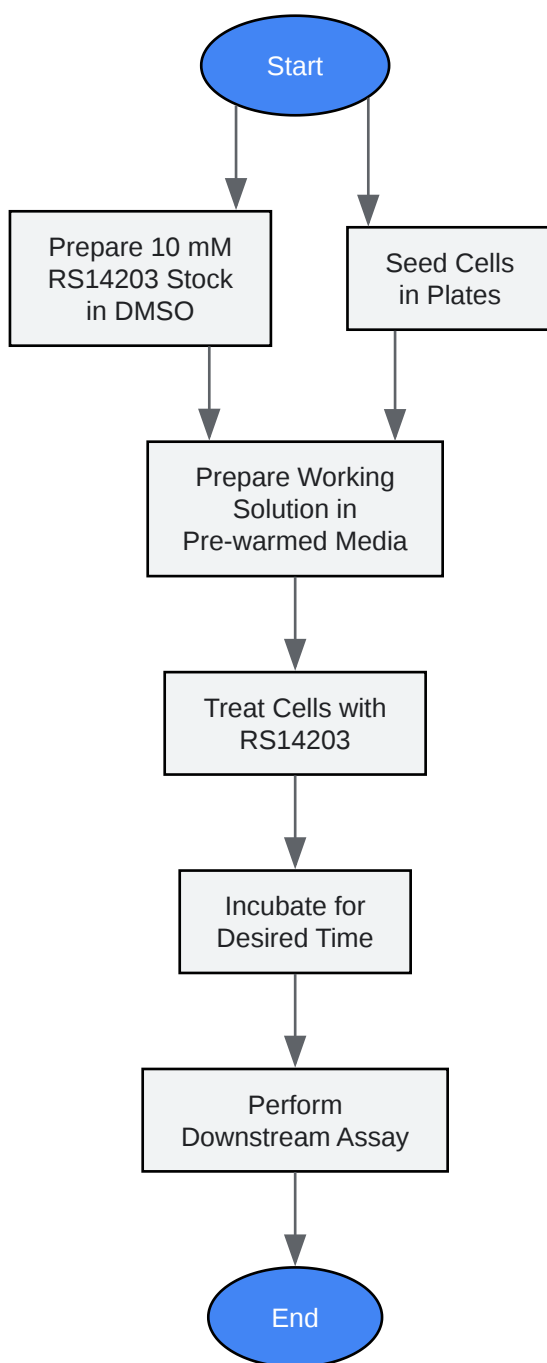 Start
Prepare 10 mM
RS14203 Stock
in DMSO
Seed Cells
in Plates
Prepare Working
Solution in
Pre-warmed Media
Treat Cells with
RS14203
Incubate for
Desired Time
Perform
Downstream Assay
End